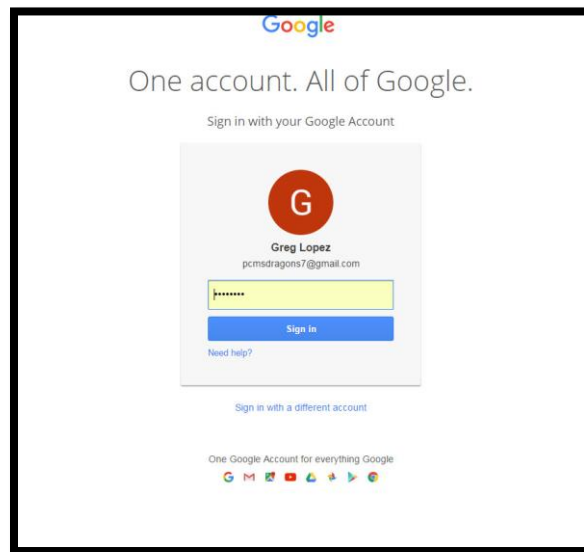 Google
One account. All of Google.
Sign in with your Google Account
G
Greg Lopez
pcmsdragons7@gmail.com
••••••••
Sign in
Need help?
Sign in with a different account
One Google Account for everything Google